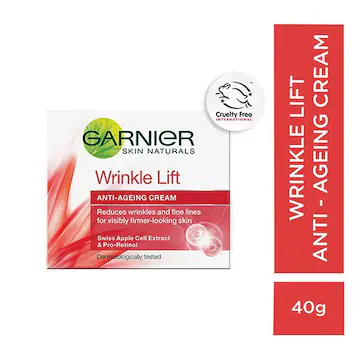 Cruelty Free
INTERNATIONAL
GARNIER
SKIN NATURALS
Wrinkle Lift
ANTI-AGEING CREAM
Reduces wrinkles and fine lines
for visibly firmer-looking skin
Swiss Apple Cell Extract
& Pro-Retinol
Dermatologically tested
WRINKLE LIFT
ANTI - AGEING CREAM
40g